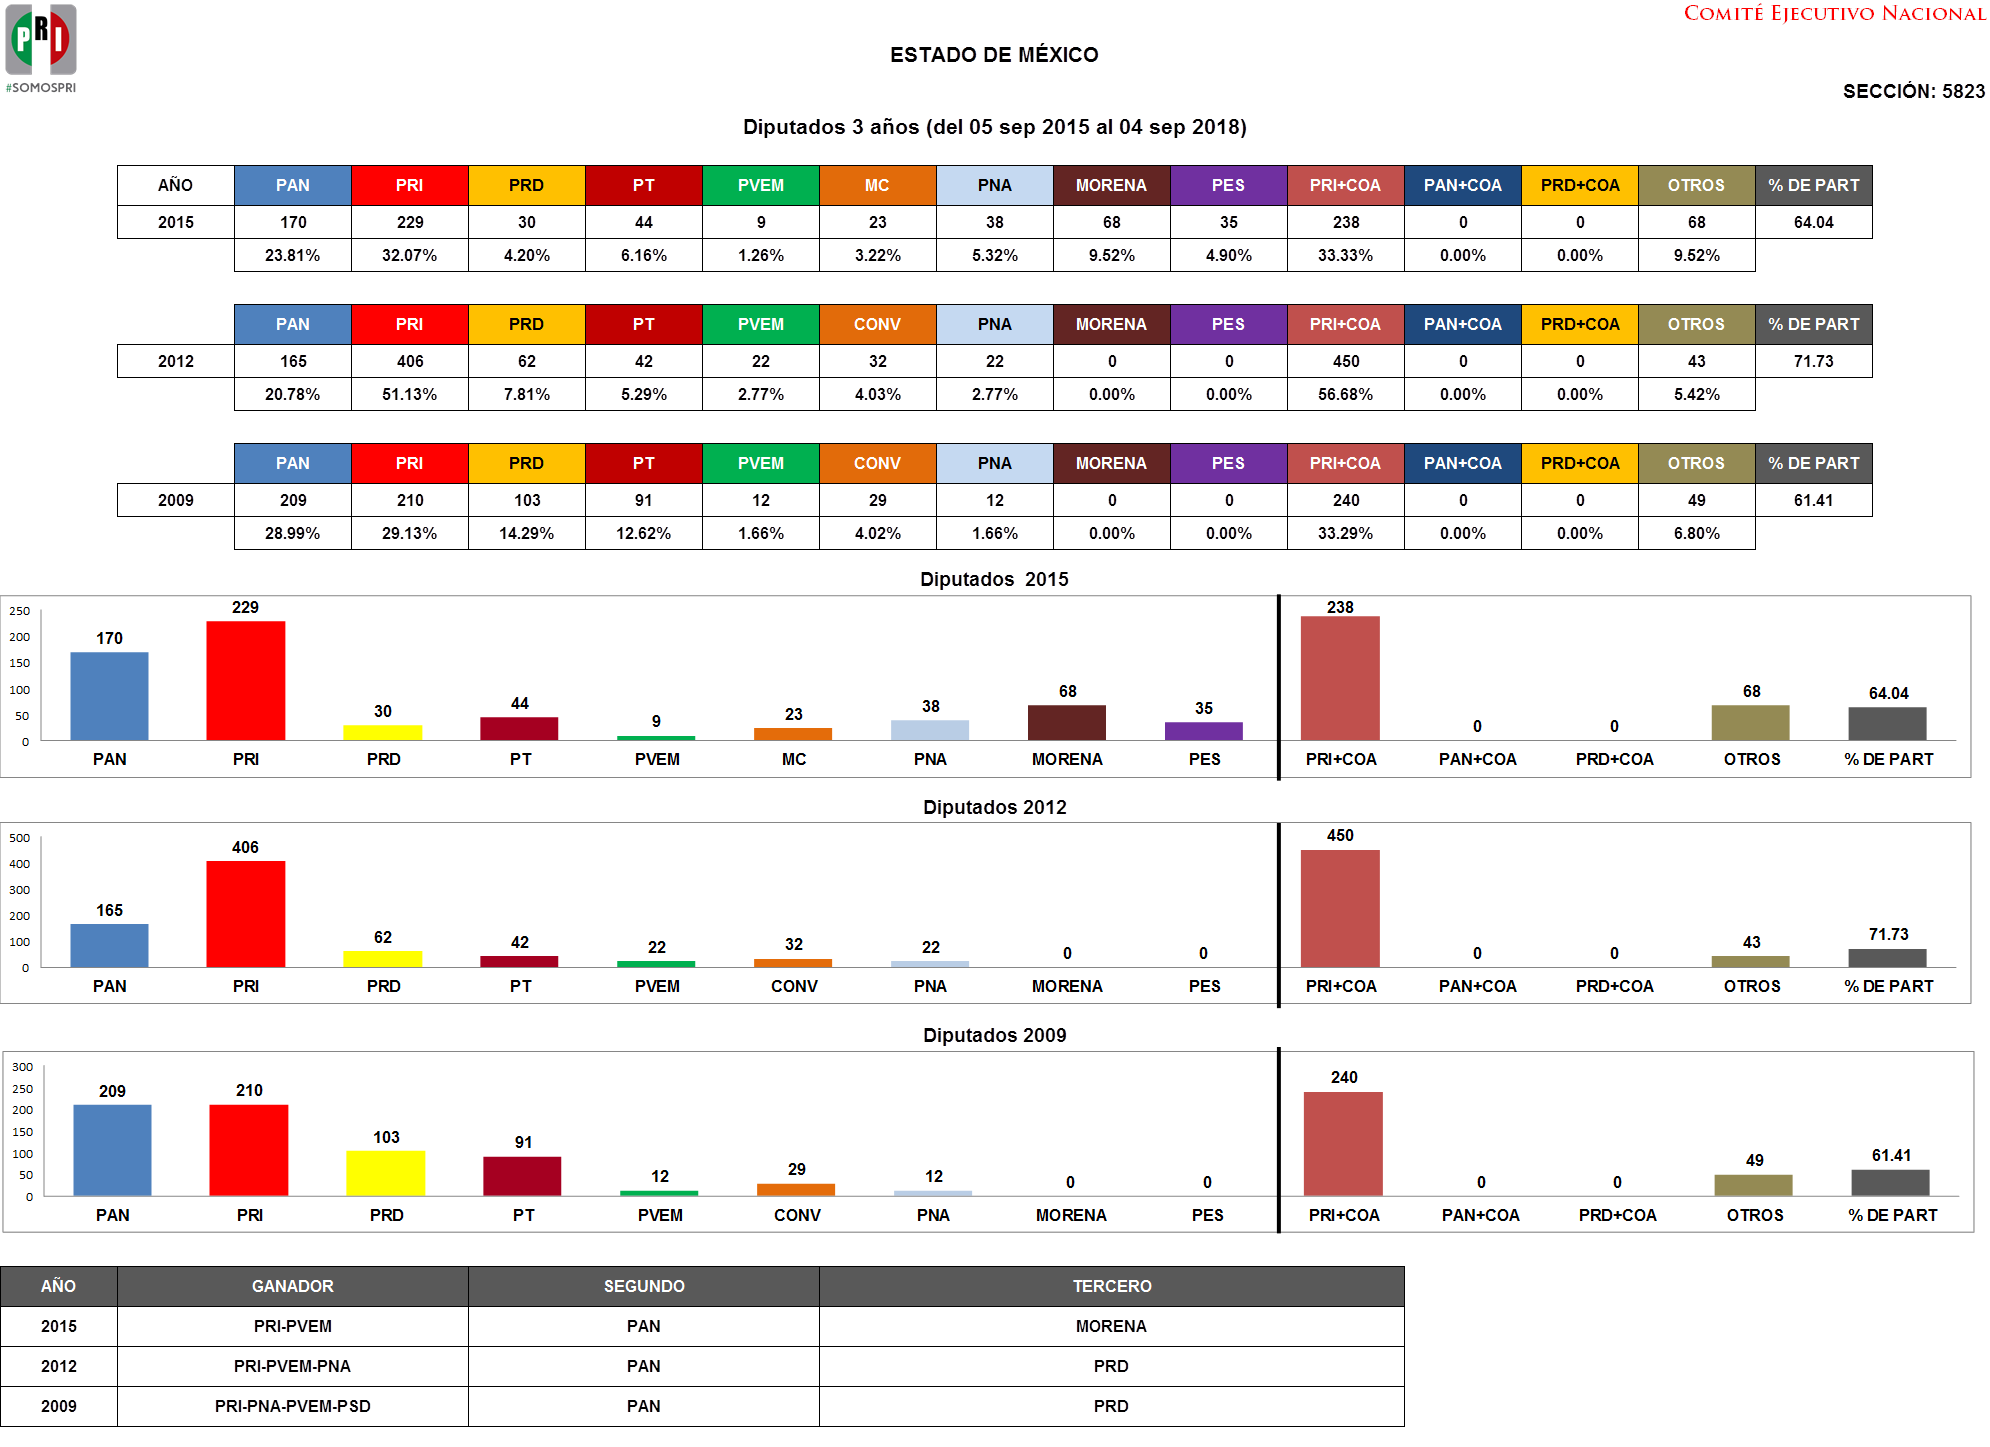 PRI
#SOMOSPRI
COMITÉ EJECUTIVO NACIONAL
ESTADO DE MÉXICO
SECCIÓN: 5823
Diputados 3 años (del 05 sep 2015 al 04 sep 2018)
AÑO PAN PRI PRD PT PVEM MC PNA MORENA PES PRI+COA PAN+COA PRD+COA OTROS % DE PART
2015 170 229 30 44 9 23 38 68 35 238 0 0 68 64.04
23.81% 32.07% 4.20% 6.16% 1.26% 3.22% 5.32% 9.52% 4.90% 33.33% 0.00% 0.00% 9.52%
PAN PRI PRD PT PVEM CONV PNA MORENA PES PRI+COA PAN+COA PRD+COA OTROS % DE PART
2012 165 406 62 42 22 32 22 0 0 450 0 0 43 71.73
20.78% 51.13% 7.81% 5.29% 2.77% 4.03% 2.77% 0.00% 0.00% 56.68% 0.00% 0.00% 5.42%
PAN PRI PRD PT PVEM CONV PNA MORENA PES PRI+COA PAN+COA PRD+COA OTROS % DE PART
2009 209 210 103 91 12 29 12 0 0 240 0 0 49 61.41
28.99% 29.13% 14.29% 12.62% 1.66% 4.02% 1.66% 0.00% 0.00% 33.29% 0.00% 0.00% 6.80%
Diputados 2015
250
200
150
100
50
0
170 229 30 44 9 23 38 68 35 238 0 0 68 64.04
PAN PRI PRD PT PVEM MC PNA MORENA PES PRI+COA PAN+COA PRD+COA OTROS % DE PART
Diputados 2012
500
400
300
200
100
0
165 406 62 42 22 32 22 0 0 450 0 0 43 71.73
PAN PRI PRD PT PVEM CONV PNA MORENA PES PRI+COA PAN+COA PRD+COA OTROS % DE PART
Diputados 2009
300
250
200
150
100
50
0
209 210 103 91 12 29 12 0 0 240 0 0 49 61.41
PAN PRI PRD PT PVEM CONV PNA MORENA PES PRI+COA PAN+COA PRD+COA OTROS % DE PART
AÑO GANADOR SEGUNDO TERCERO
2015 PRI-PVEM PAN MORENA
2012 PRI-PVEM-PNA PAN PRD
2009 PRI-PNA-PVEM-PSD PAN PRD